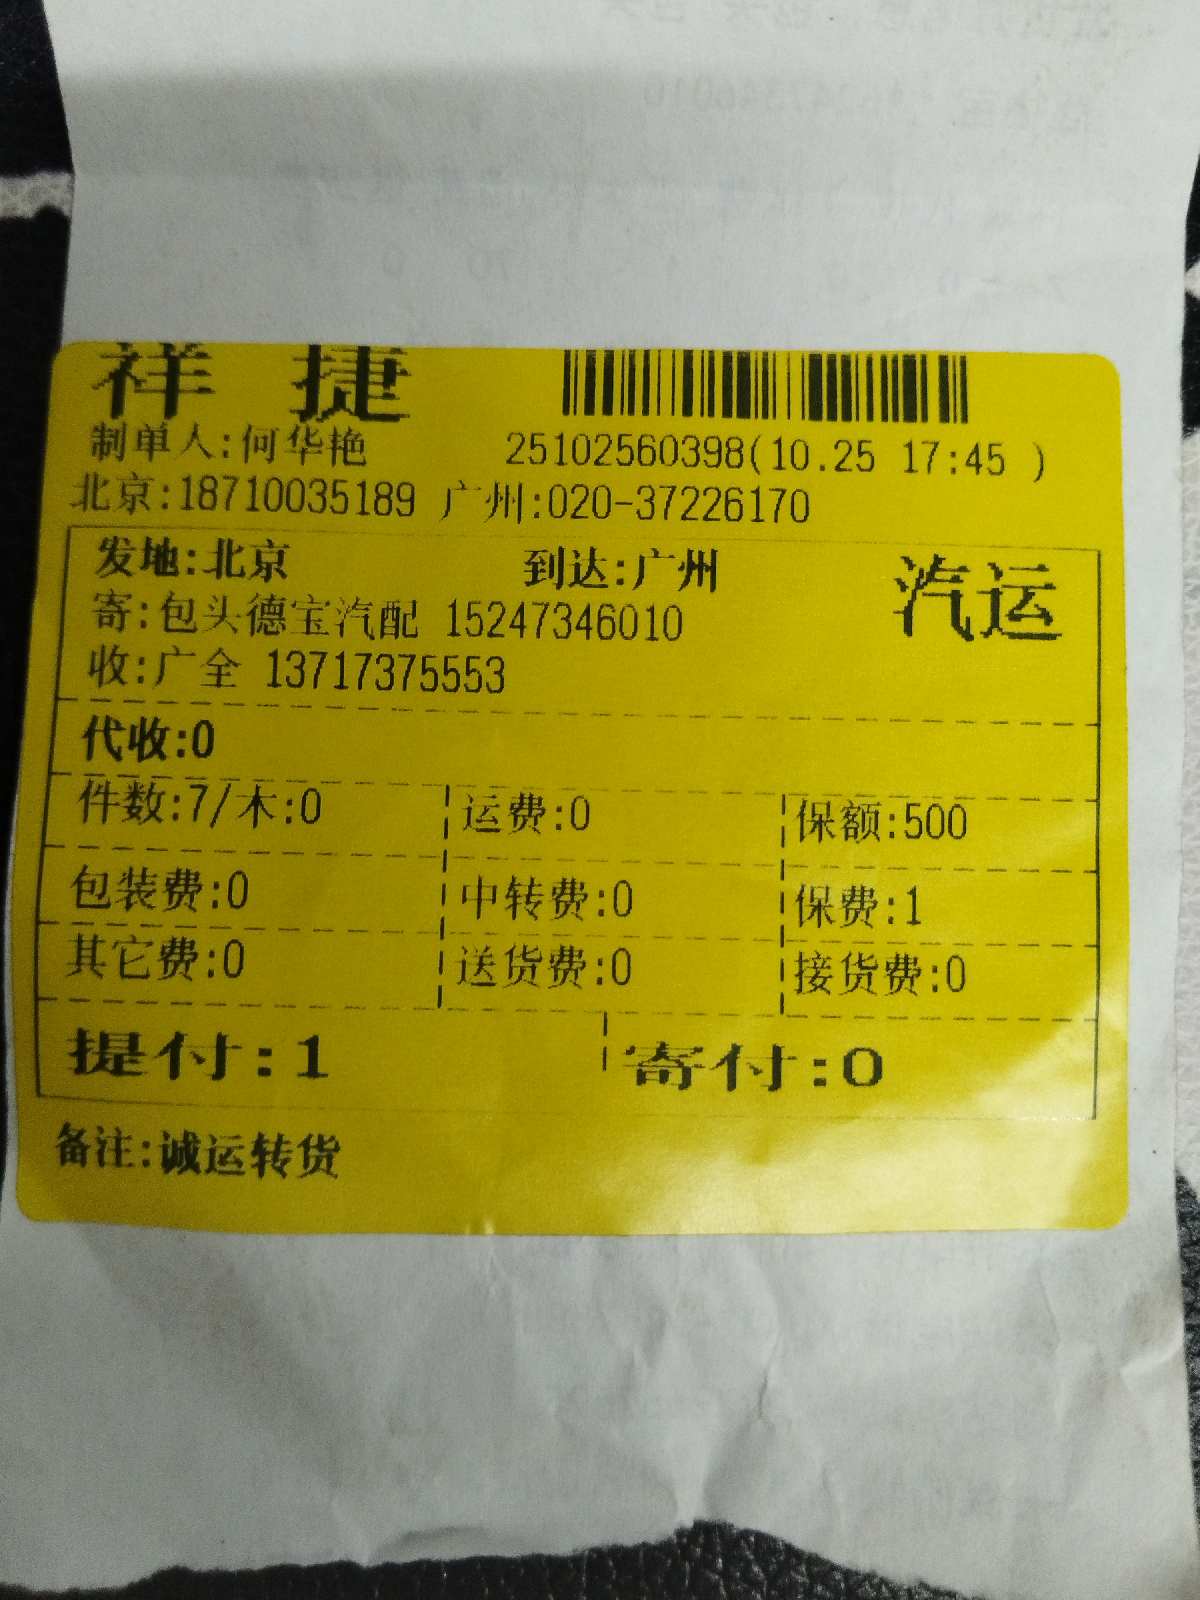 祥 捷
制单人:何华艳 25102560398(10.25 17:45 )
北京:18710035189 广州:020-37226170
发地:北京 到达:广州 汽运
寄:包头德宝汽配 15247346010
收:广全 13717375553
代收:0
件数:7/木:0 运费:0 保额:500
包装费:0 中转费:0 保费:1
其它费:0 送货费:0 接货费:0
提付:1 寄付:0
备注:诚运转货